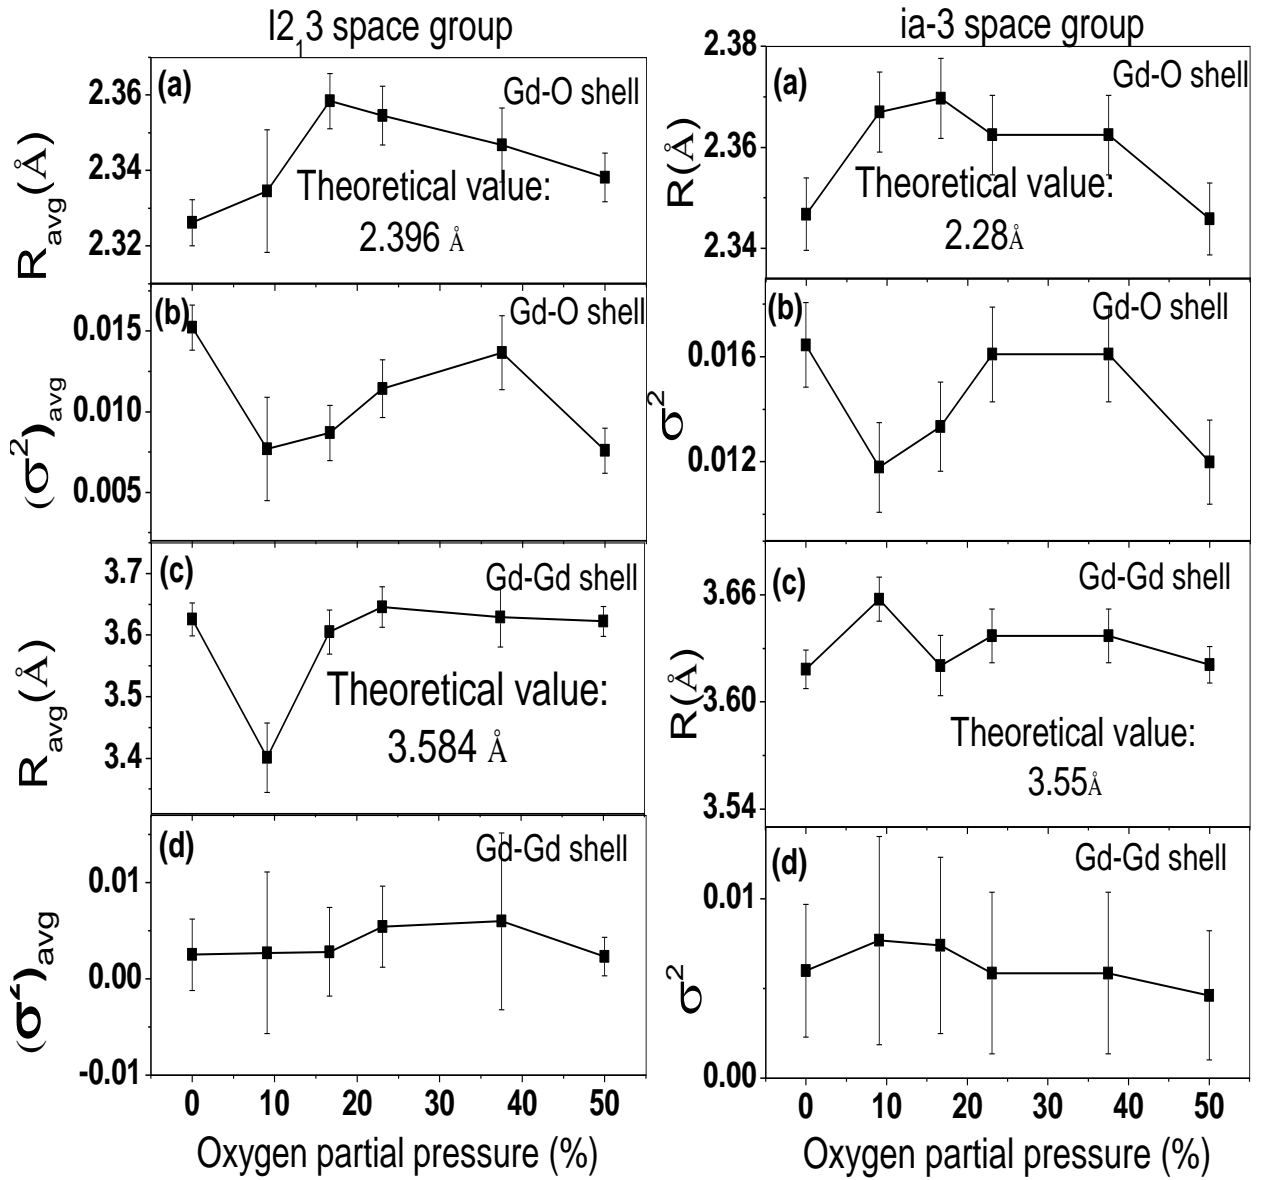 I2₁3 space group
(a)
Gd-O shell
2.36
2.34
2.32
R_avg(Å)
Theoretical value:
2.396 Å
(b)
Gd-O shell
0.015
0.010
0.005
(σ²)_avg
(c)
Gd-Gd shell
3.7
3.6
3.5
3.4
R_avg(Å)
Theoretical value:
3.584 Å
(d)
Gd-Gd shell
0.01
0.00
-0.01
(σ²)_avg
0 10 20 30 40 50
Oxygen partial pressure (%)
ia-3 space group
(a)
Gd-O shell
2.38
2.36
2.34
R(Å)
Theoretical value:
2.28Å
(b)
Gd-O shell
0.016
0.012
σ²
(c)
Gd-Gd shell
3.66
3.60
3.54
R(Å)
Theoretical value:
3.55Å
(d)
Gd-Gd shell
0.01
0.00
σ²
0 10 20 30 40 50
Oxygen partial pressure (%)